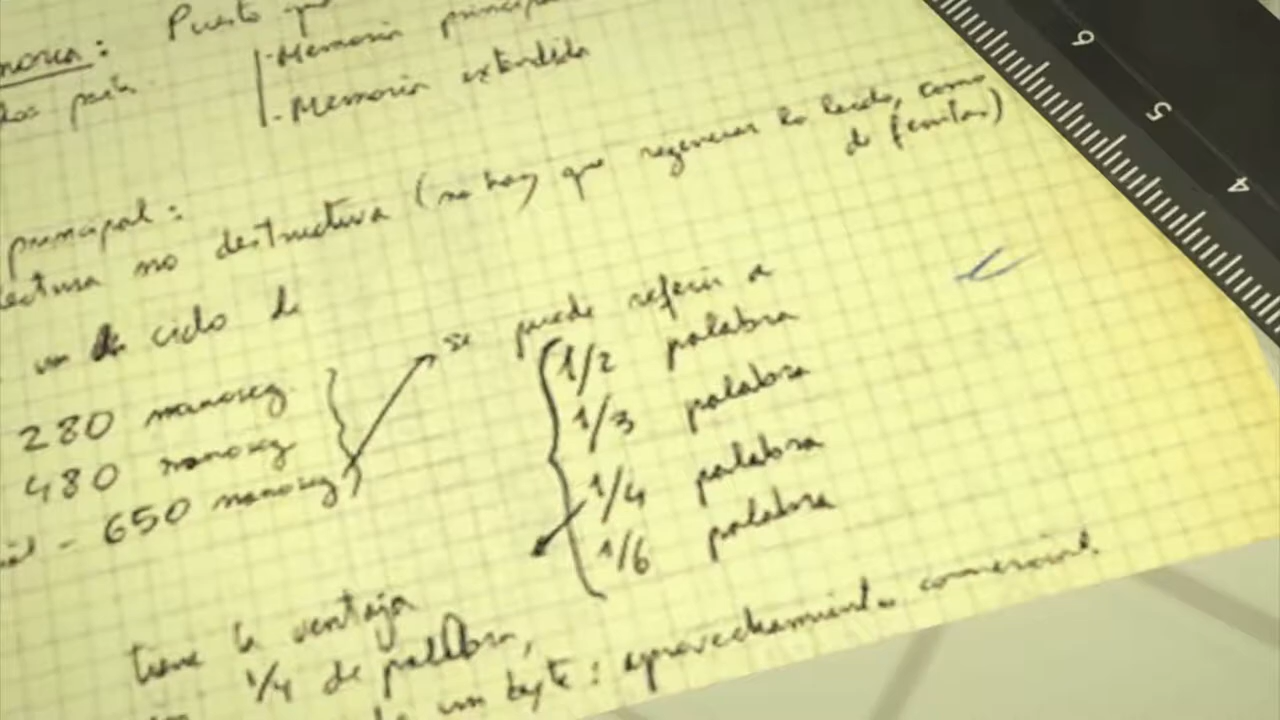 Puesto que
- Memoria principal
- Memoria extendida
principal:
lectura no destructiva (no hay que regenerar lo leído, como
de ferritas)
un ciclo de
280 nanoseg
480 nanoseg
- 650 nanoseg
se puede referir a
1/2 palabra
1/3 palabra
1/4 palabra
1/6 palabra
tiene la ventaja
1/4 de palabra,
un byte: aprovechamiento comercial.
6
5
4